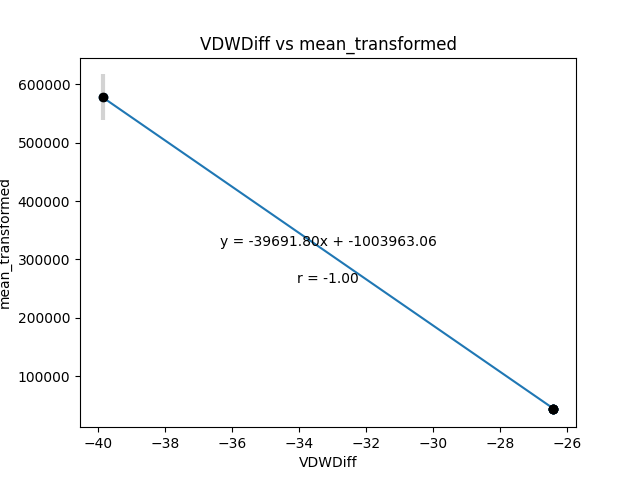 VDWDiff vs mean_transformed
600000
500000
400000
300000
200000
100000
mean_transformed
y = -39691.80x + -1003963.06
r = -1.00
−40 −38 −36 −34 −32 −30 −28 −26
VDWDiff